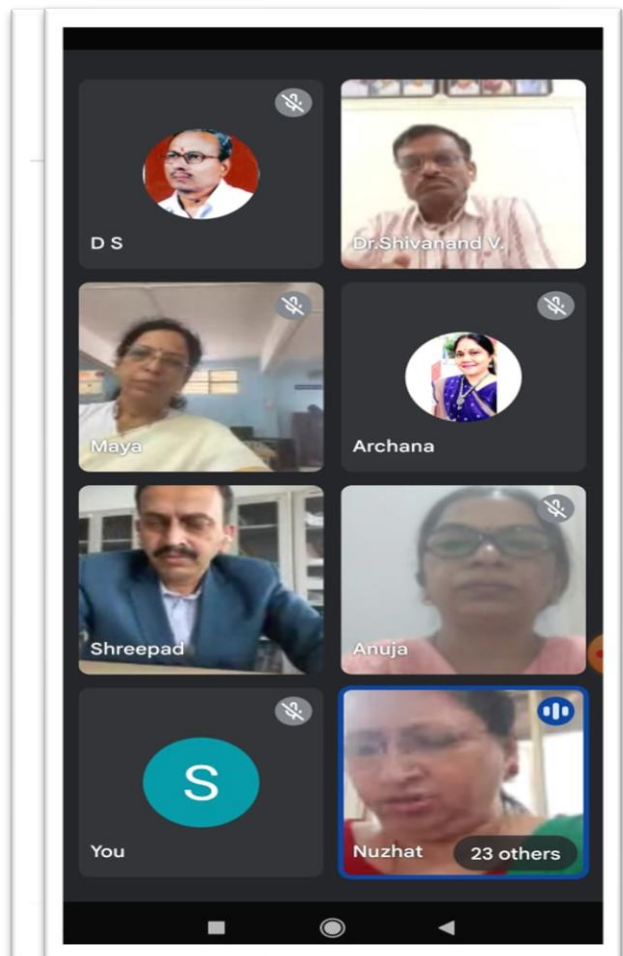 D S
Dr.Shivanand V.
Maya
Archana
Shreepad
Anuja
S
You
Nuzhat
23 others